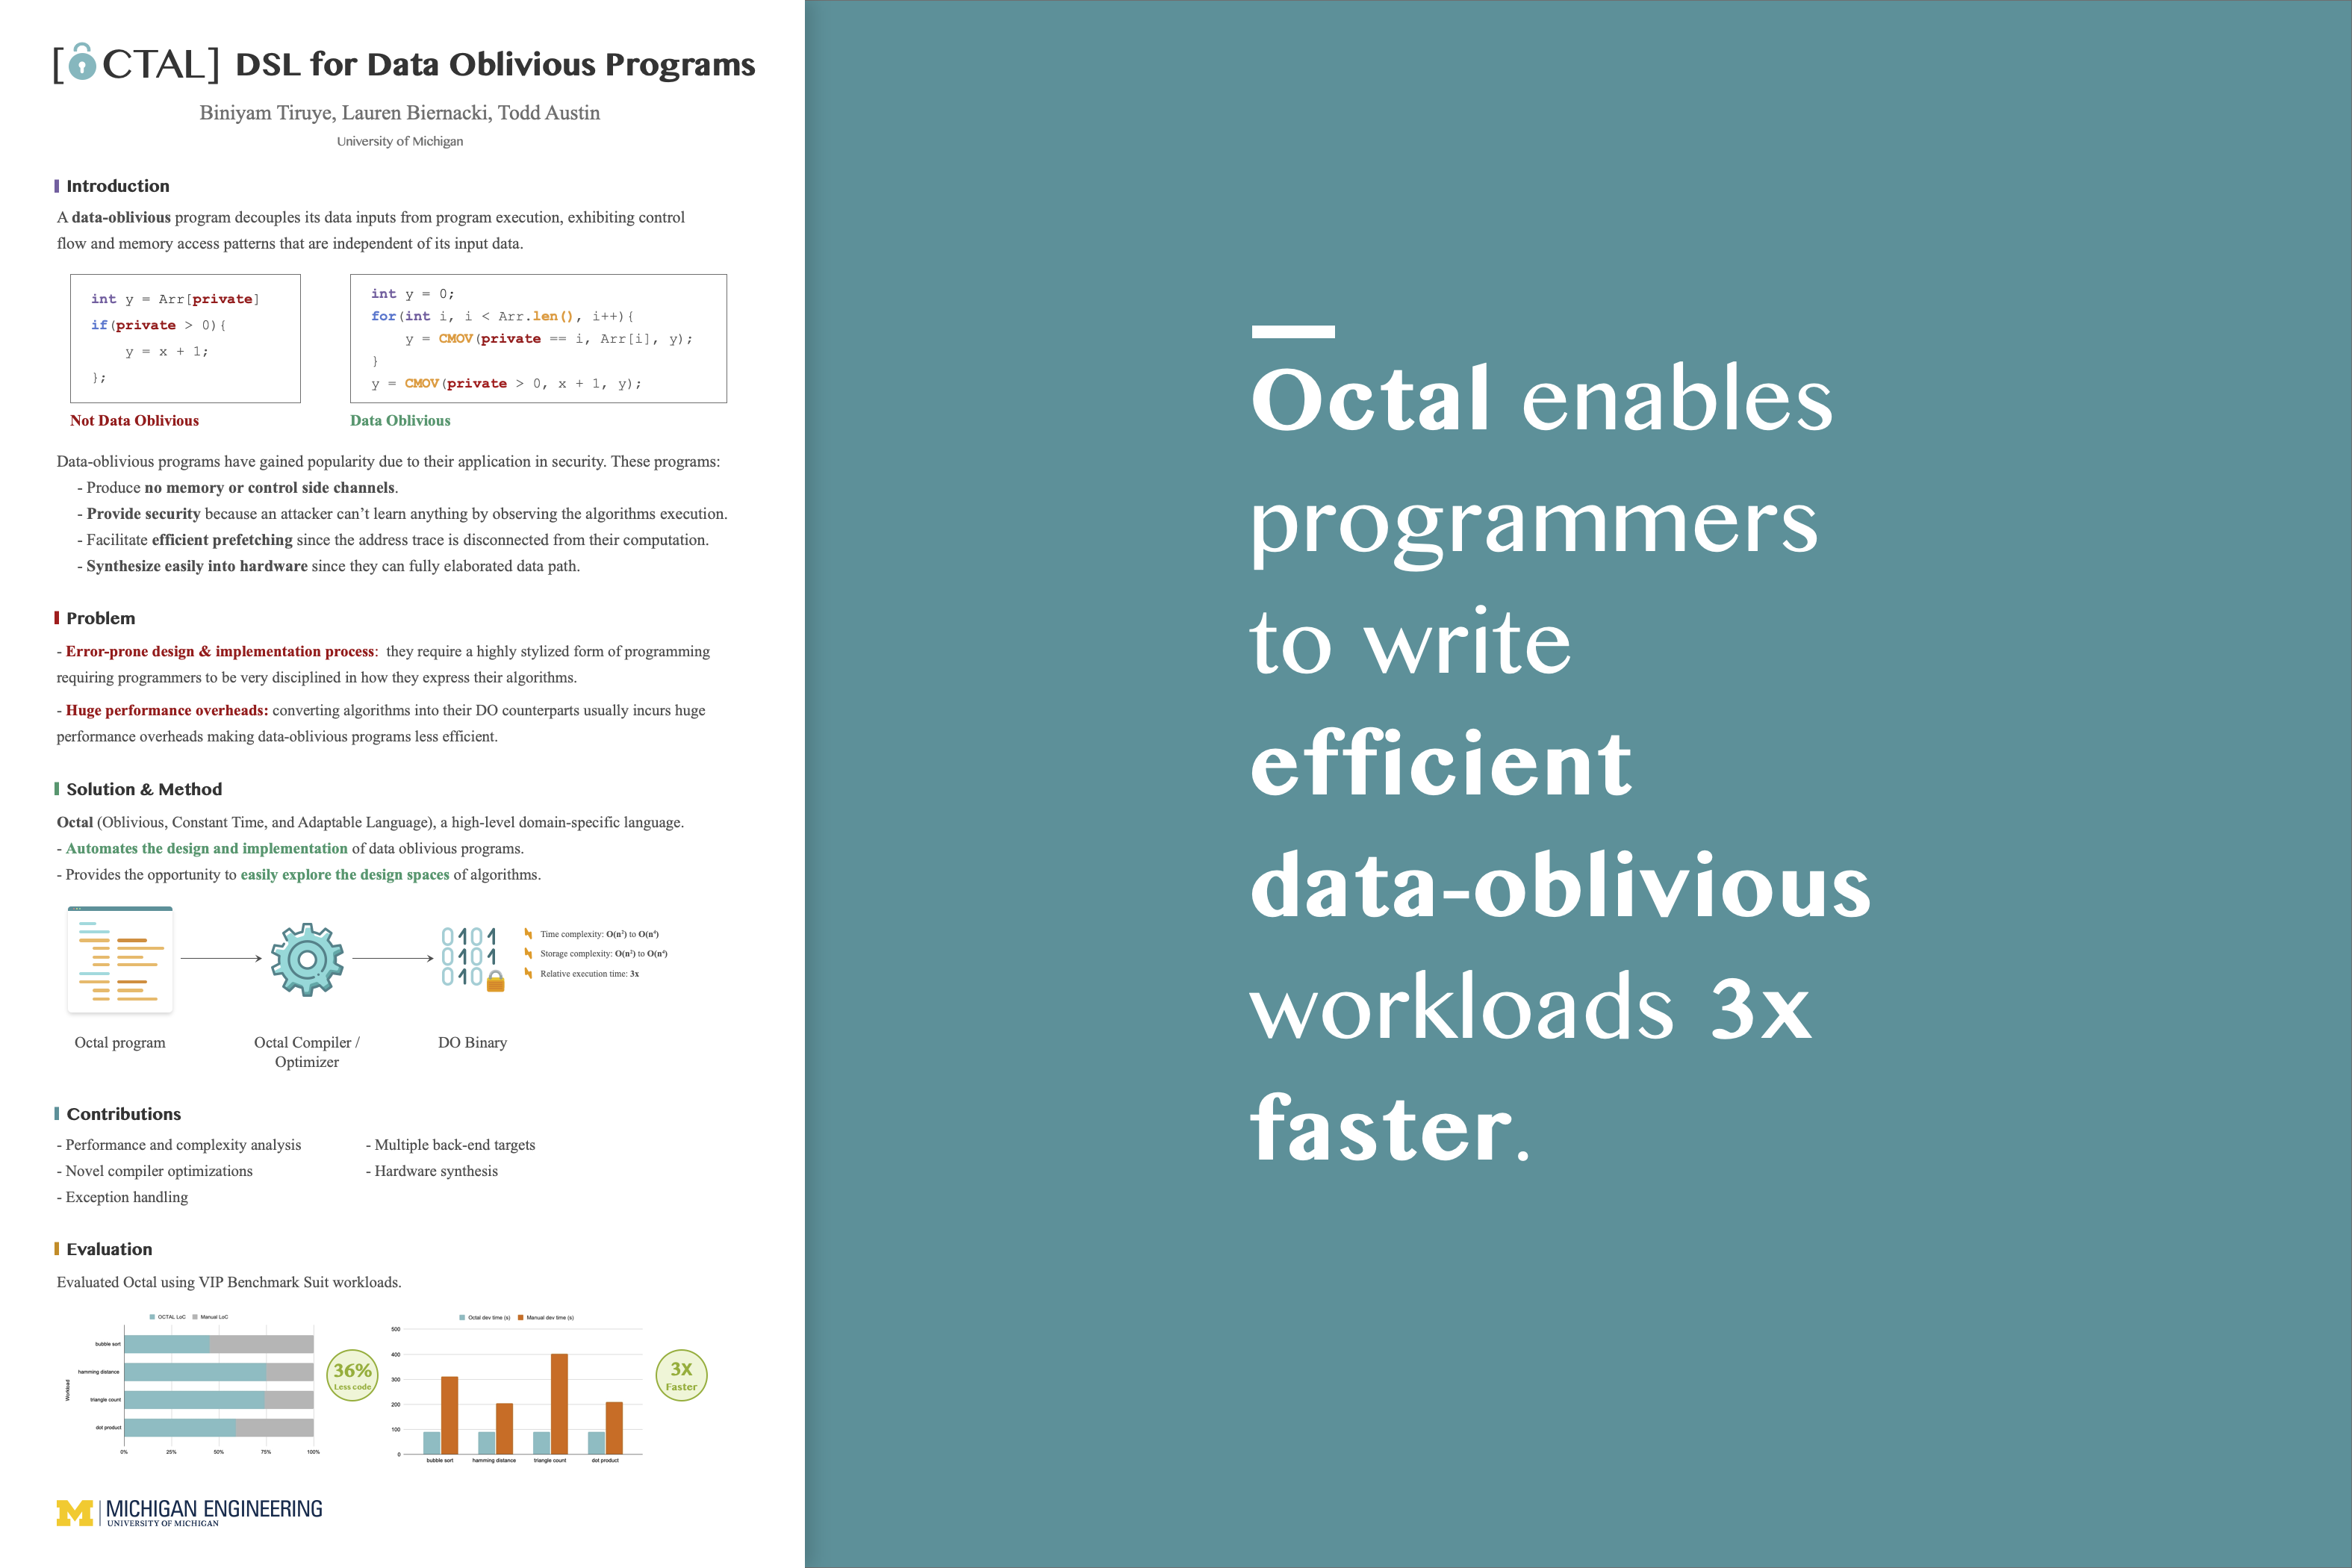 [OCTAL] DSL for Data Oblivious Programs
Biniyam Tiruye, Lauren Biernacki, Todd Austin
University of Michigan
Introduction
A data-oblivious program decouples its data inputs from program execution, exhibiting control
flow and memory access patterns that are independent of its input data.
int y = Arr[private]
if(private > 0){
y = x + 1;
};
Not Data Oblivious
int y = 0;
for(int i, i < Arr.len(), i++){
y = CMOV(private == i, Arr[i], y);
}
y = CMOV(private > 0, x + 1, y);
Data Oblivious
Data-oblivious programs have gained popularity due to their application in security. These programs:
- Produce no memory or control side channels.
- Provide security because an attacker can't learn anything by observing the algorithms execution.
- Facilitate efficient prefetching since the address trace is disconnected from their computation.
- Synthesize easily into hardware since they can fully elaborated data path.
Problem
- Error-prone design & implementation process: they require a highly stylized form of programming
requiring programmers to be very disciplined in how they express their algorithms.
- Huge performance overheads: converting algorithms into their DO counterparts usually incurs huge
performance overheads making data-oblivious programs less efficient.
Solution & Method
Octal (Oblivious, Constant Time, and Adaptable Language), a high-level domain-specific language.
- Automates the design and implementation of data oblivious programs.
- Provides the opportunity to easily explore the design spaces of algorithms.
0101
0101
010
Time complexity: O(n²) to O(n⁴)
Storage complexity: O(n²) to O(n⁴)
Relative execution time: 3x
Octal program
Octal Compiler /
Optimizer
DO Binary
Contributions
- Performance and complexity analysis
- Novel compiler optimizations
- Exception handling
- Multiple back-end targets
- Hardware synthesis
Evaluation
Evaluated Octal using VIP Benchmark Suit workloads.
OCTAL LoC Manual LoC
Workload
bubble sort
hamming distance
triangle count
dot product
0% 25% 50% 75% 100%
36%
Less code
Octal dev time (s) Manual dev time (s)
500
400
300
200
100
0
bubble sort hamming distance triangle count dot product
3X
Faster
M MICHIGAN ENGINEERING
UNIVERSITY OF MICHIGAN
Octal enables
programmers
to write
efficient
data-oblivious
workloads 3x
faster.